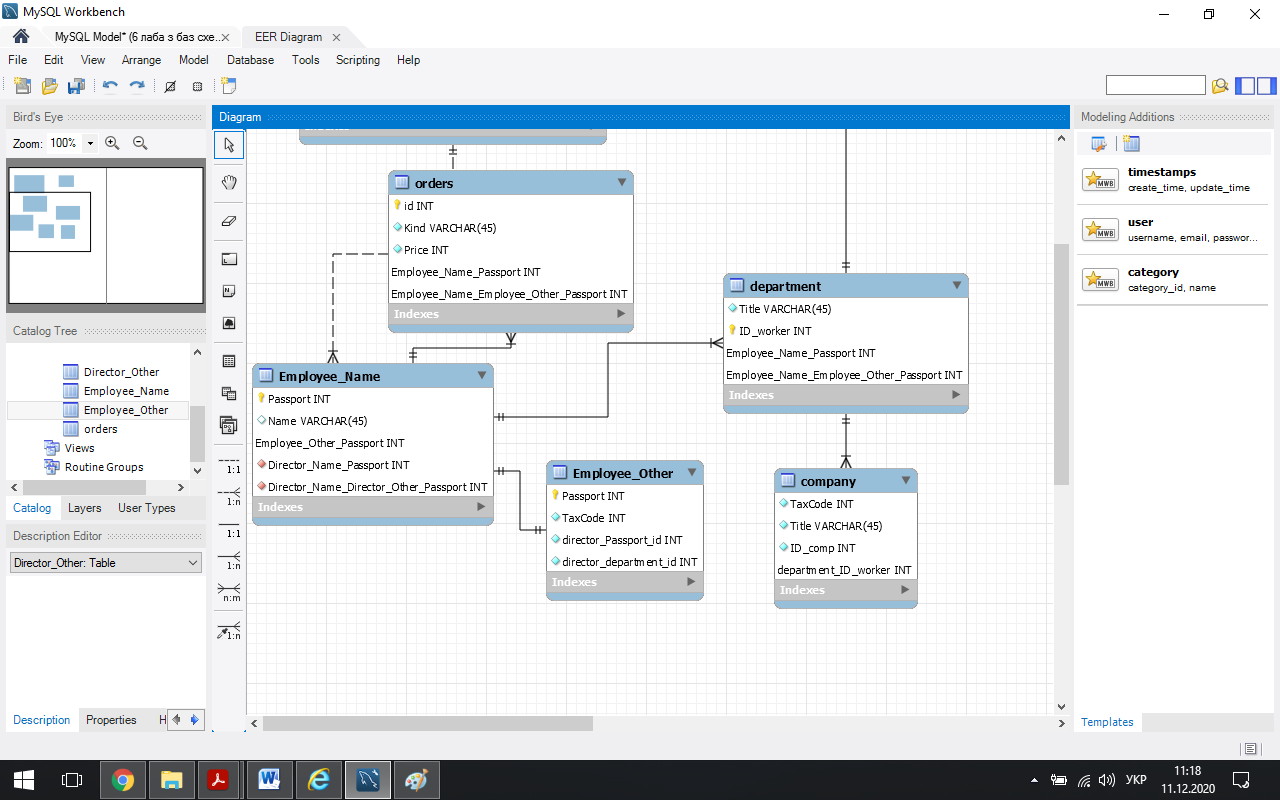 MySQL Workbench
MySQL Model* (6 лаба з баз схе...
EER Diagram
File Edit View Arrange Model Database Tools Scripting Help
Bird's Eye
Zoom: 100%
Catalog Tree
Director_Other
Employee_Name
Employee_Other
orders
Views
Routine Groups
Catalog Layers User Types
Description Editor
Director_Other: Table
Description Properties H
Diagram
1:1
1:n
1:1
1:n
n:m
1:n
orders
id INT
Kind VARCHAR(45)
Price INT
Employee_Name_Passport INT
Employee_Name_Employee_Other_Passport INT
Indexes
Employee_Name
Passport INT
Name VARCHAR(45)
Employee_Other_Passport INT
Director_Name_Passport INT
Director_Name_Director_Other_Passport INT
Indexes
Employee_Other
Passport INT
TaxCode INT
director_Passport_id INT
director_department_id INT
Indexes
department
Title VARCHAR(45)
ID_worker INT
Employee_Name_Passport INT
Employee_Name_Employee_Other_Passport INT
Indexes
company
TaxCode INT
Title VARCHAR(45)
ID_comp INT
department_ID_worker INT
Indexes
Modeling Additions
MWB
timestamps
create_time, update_time
MWB
user
username, email, passwor...
MWB
category
category_id, name
Templates
УКР
11:18
11.12.2020